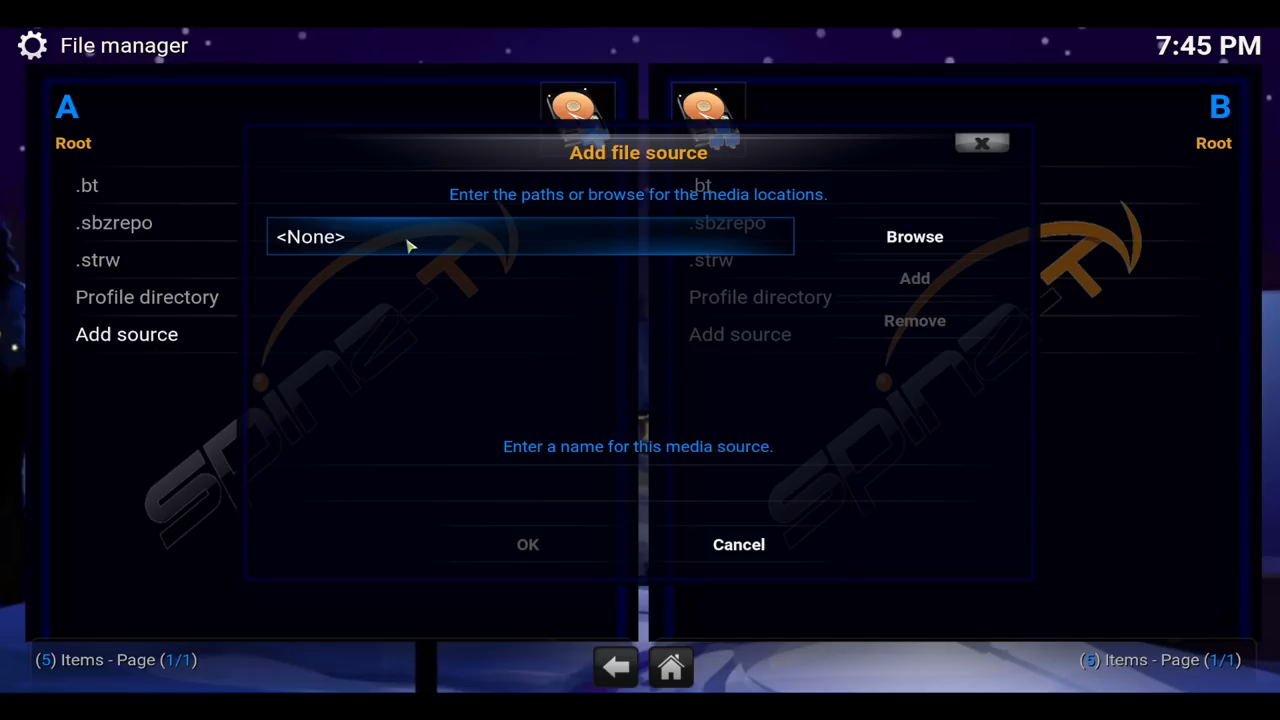 File manager
7:45 PM
A
B
Root
Root
Add file source
Enter the paths or browse for the media locations.
.bt
.bt
.sbzrepo
<None>
.sbzrepo
Browse
.strw
.strw
Add
Profile directory
Profile directory
Remove
Add source
Add source
SPINZ-T
SPINZ-T
Enter a name for this media source.
OK
Cancel
(5) Items - Page (1/1)
(5) Items - Page (1/1)